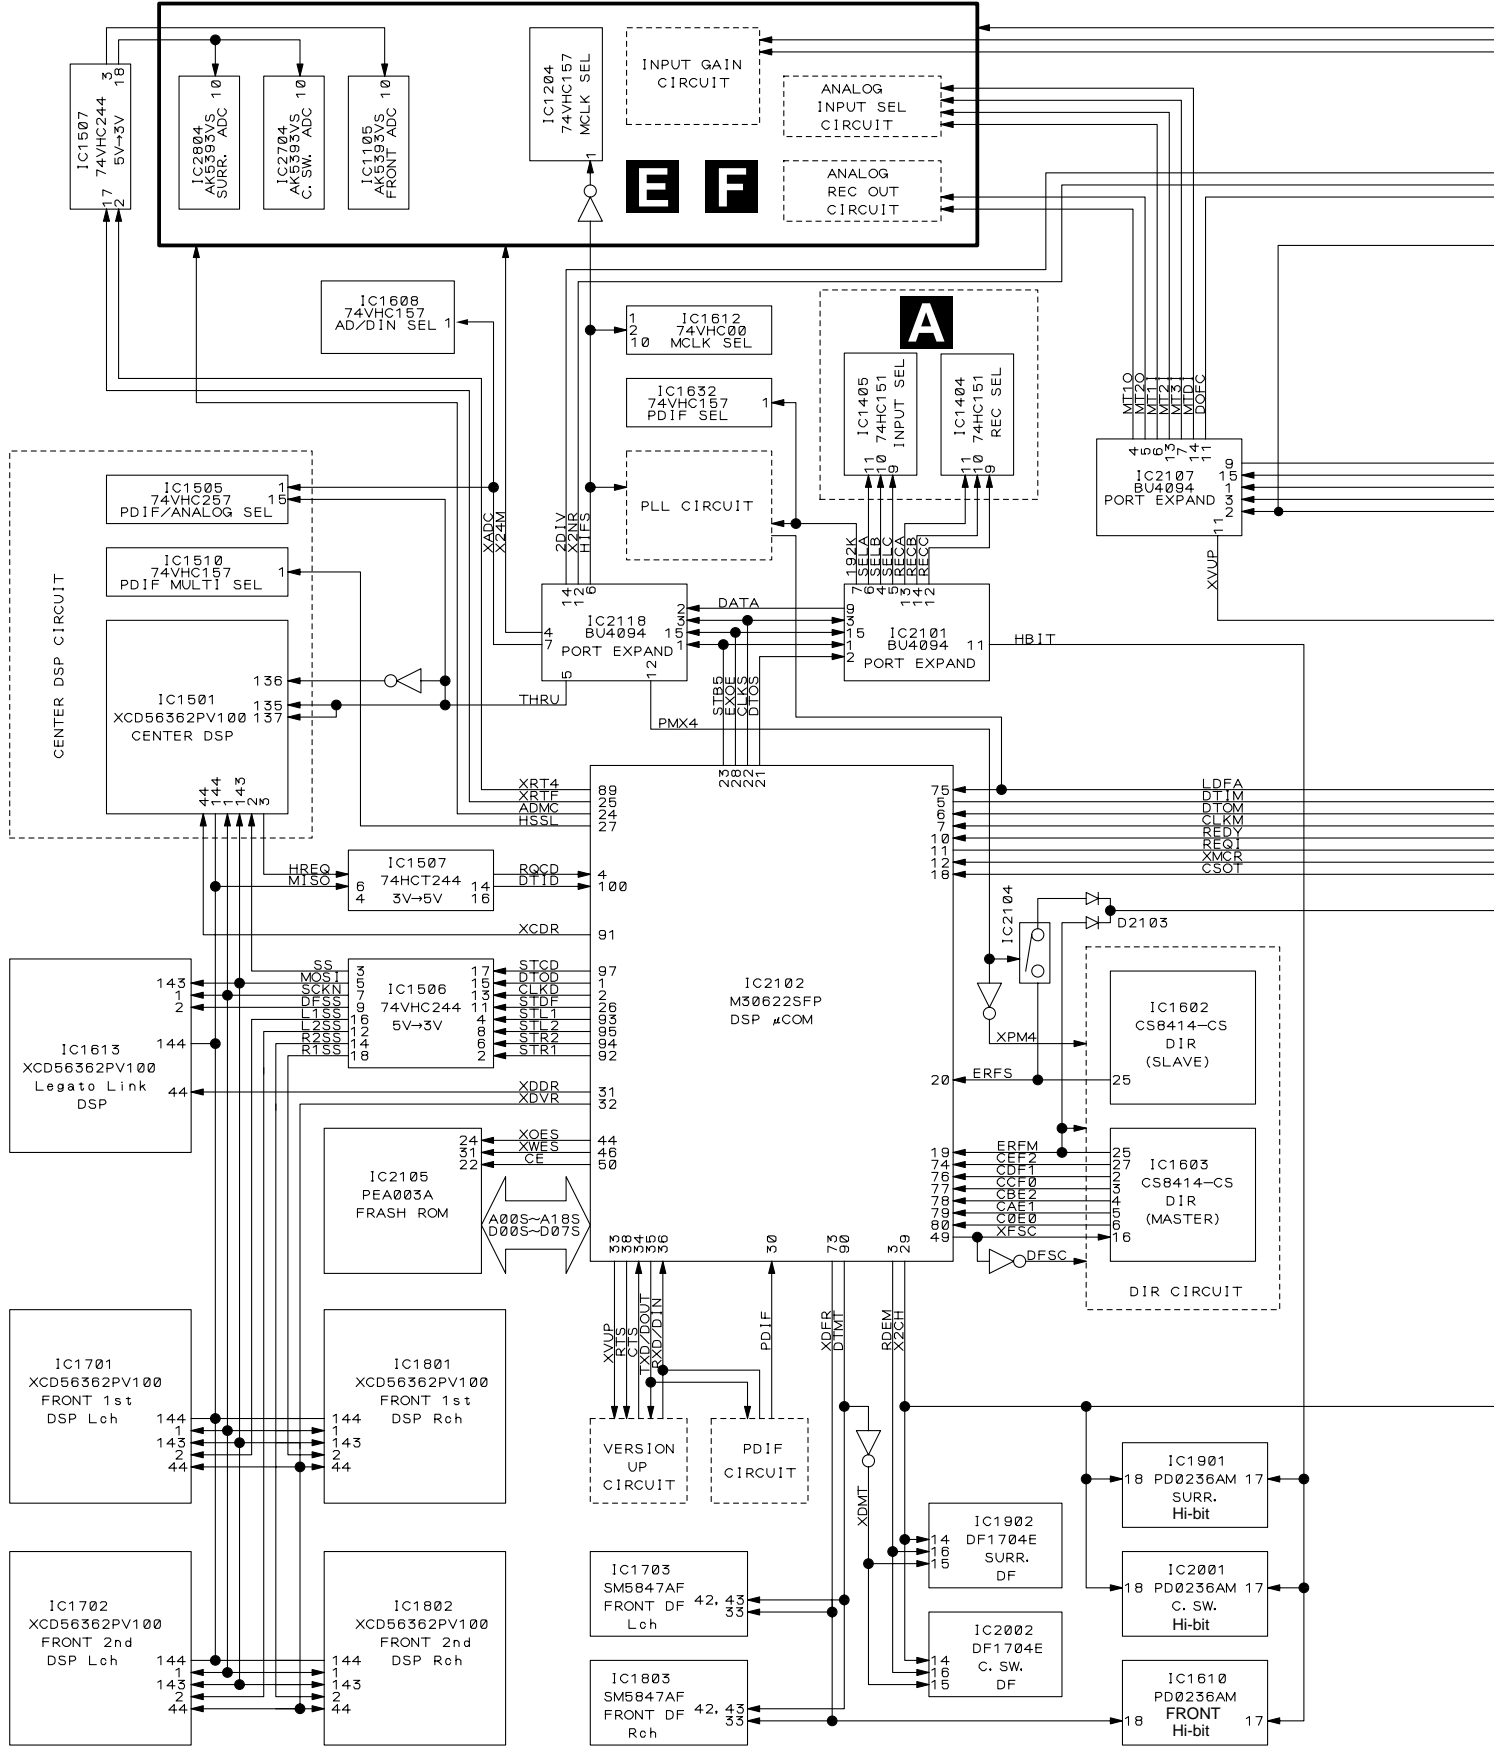 IC1507
74VHC244
5V→3V
3
18
17
2
IC2804
AK5393VS
SURR. ADC 10
IC2704
AK5393VS
C. SW. ADC 10
IC1105
AK5393VS
FRONT ADC 10
IC1204
74VHC157
MCLK SEL
1
INPUT GAIN
CIRCUIT
ANALOG
INPUT SEL
CIRCUIT
ANALOG
REC OUT
CIRCUIT
E
F
IC1608
74VHC157
AD/DIN SEL 1
1
2
10
IC1612
74VHC00
MCLK SEL
IC1632
74VHC157
PDIF SEL
1
PLL CIRCUIT
A
IC1405
74HC151
INPUT SEL
11
10
9
IC1404
74HC151
REC SEL
11
10
9
MT1O
MT2O
MT1
MT2
MT3
MTD
DOFC
4
5
6
13
7
14
11
IC2107
BU4094
PORT EXPAND
9
15
1
3
2
11
XVUP
CENTER DSP CIRCUIT
IC1505
74VHC257
PDIF/ANALOG SEL
1
15
IC1510
74VHC157
PDIF MULTI SEL
1
IC1501
XCD56362PV100
CENTER DSP
136
135
137
44
144
1
143
2
3
XADC
X24M
2DIV
X2NR
HIFS
14
12
6
IC2118
BU4094
PORT EXPAND
4
7
5
12
2
3
15
1
THRU
PMX4
DATA
192K
SELA
SELB
SELC
RECA
RECB
RECC
7
6
4
5
13
14
12
IC2101
BU4094
PORT EXPAND
9
3
15
1
2
11
HBIT
STB5
EXOE
CLKS
DTOS
23
28
22
21
XRT4 89
XRTF 25
ADMC 24
HSSL 27
HREQ
MISO
IC1507
74HCT244
3V→5V
6
4
14
16
RQCD 4
DTID 100
XCDR 91
IC1613
XCD56362PV100
Legato Link
DSP
143
1
2
144
44
SS 3
MOSI 5
SCKN 7
DFSS 9
L1SS 16
L2SS 12
R2SS 14
R1SS 18
IC1506
74VHC244
5V→3V
17 STCD 97
15 DTOD 1
13 CLKD 2
11 STDF 26
4 STL1 93
8 STL2 95
6 STR2 94
2 STR1 92
XDDR 31
XDVR 32
24 XOES 44
31 XWES 46
22 CE 50
IC2105
PEA003A
FRASH ROM
A00S~A18S
D00S~D07S
IC2102
M30622SFP
DSP μCOM
75 LDFA
5 DTIM
6 DTOM
7 CLKM
10 REDY
11 REQI
12 XMCR
18 CSOT
IC2104
D2103
XPM4
20 ERFS 25
IC1602
CS8414-CS
DIR
(SLAVE)
19 ERFM 25
74 CEF2 27
76 CDF1 2
77 CCF0 3
78 CBE2 4
79 CAE1 5
80 C0E0 6
49 XFSC 16
IC1603
CS8414-CS
DIR
(MASTER)
DFSC
DIR CIRCUIT
33
38
34
35
36
30
73
90
3
29
XVUP
RTS
CTS
TXD/DOUT
RXD/DIN
PDIF
XDFR
DTMT
RDEM
X2CH
VERSION
UP
CIRCUIT
PDIF
CIRCUIT
XDMT
IC1701
XCD56362PV100
FRONT 1st
DSP Lch
144
1
143
2
44
IC1801
XCD56362PV100
FRONT 1st
DSP Rch
144
1
143
2
44
IC1702
XCD56362PV100
FRONT 2nd
DSP Lch
144
1
143
2
44
IC1802
XCD56362PV100
FRONT 2nd
DSP Rch
144
1
143
2
44
IC1703
SM5847AF
FRONT DF
Lch
42, 43
33
IC1803
SM5847AF
FRONT DF
Rch
42, 43
33
IC1902
DF1704E
SURR.
DF
14
16
15
IC2002
DF1704E
C. SW.
DF
14
16
15
IC1901
18 PD0236AM 17
SURR.
Hi-bit
IC2001
18 PD0236AM 17
C. SW.
Hi-bit
IC1610
PD0236AM
FRONT
18 17
Hi-bit